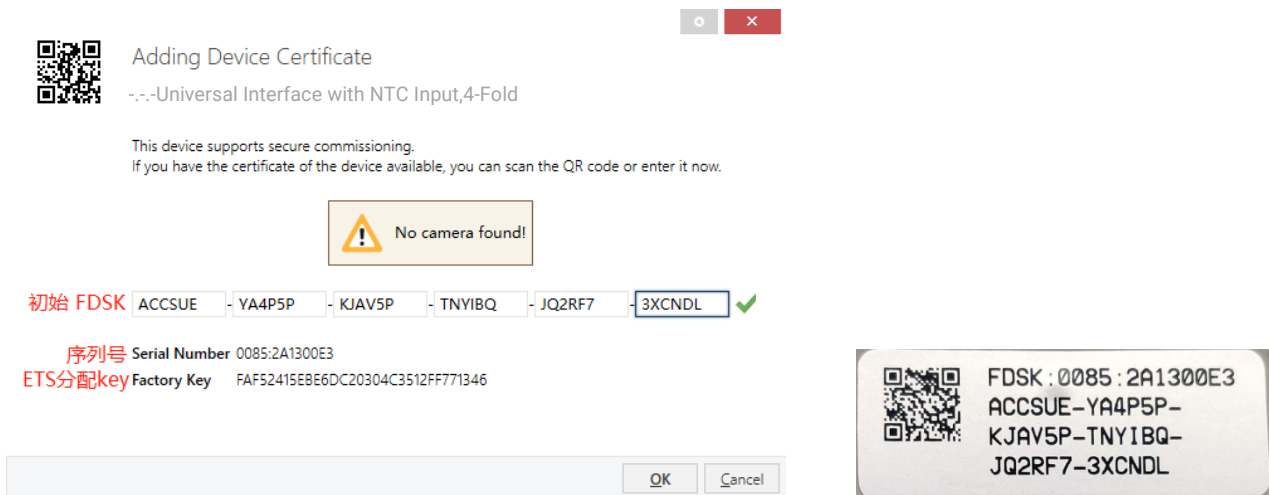 Adding Device Certificate
-.-.-Universal Interface with NTC Input,4-Fold
This device supports secure commissioning.
If you have the certificate of the device available, you can scan the QR code or enter it now.
No camera found!
初始 FDSK ACCSUE - YA4P5P - KJAV5P - TNYIBQ - JQ2RF7 - 3XCNDL
序列号 Serial Number 0085:2A1300E3
ETS分配key Factory Key FAF52415EBE6DC20304C3512FF771346
OK Cancel
FDSK:0085:2A1300E3
ACCSUE-YA4P5P-
KJAV5P-TNYIBQ-
JQ2RF7-3XCNDL